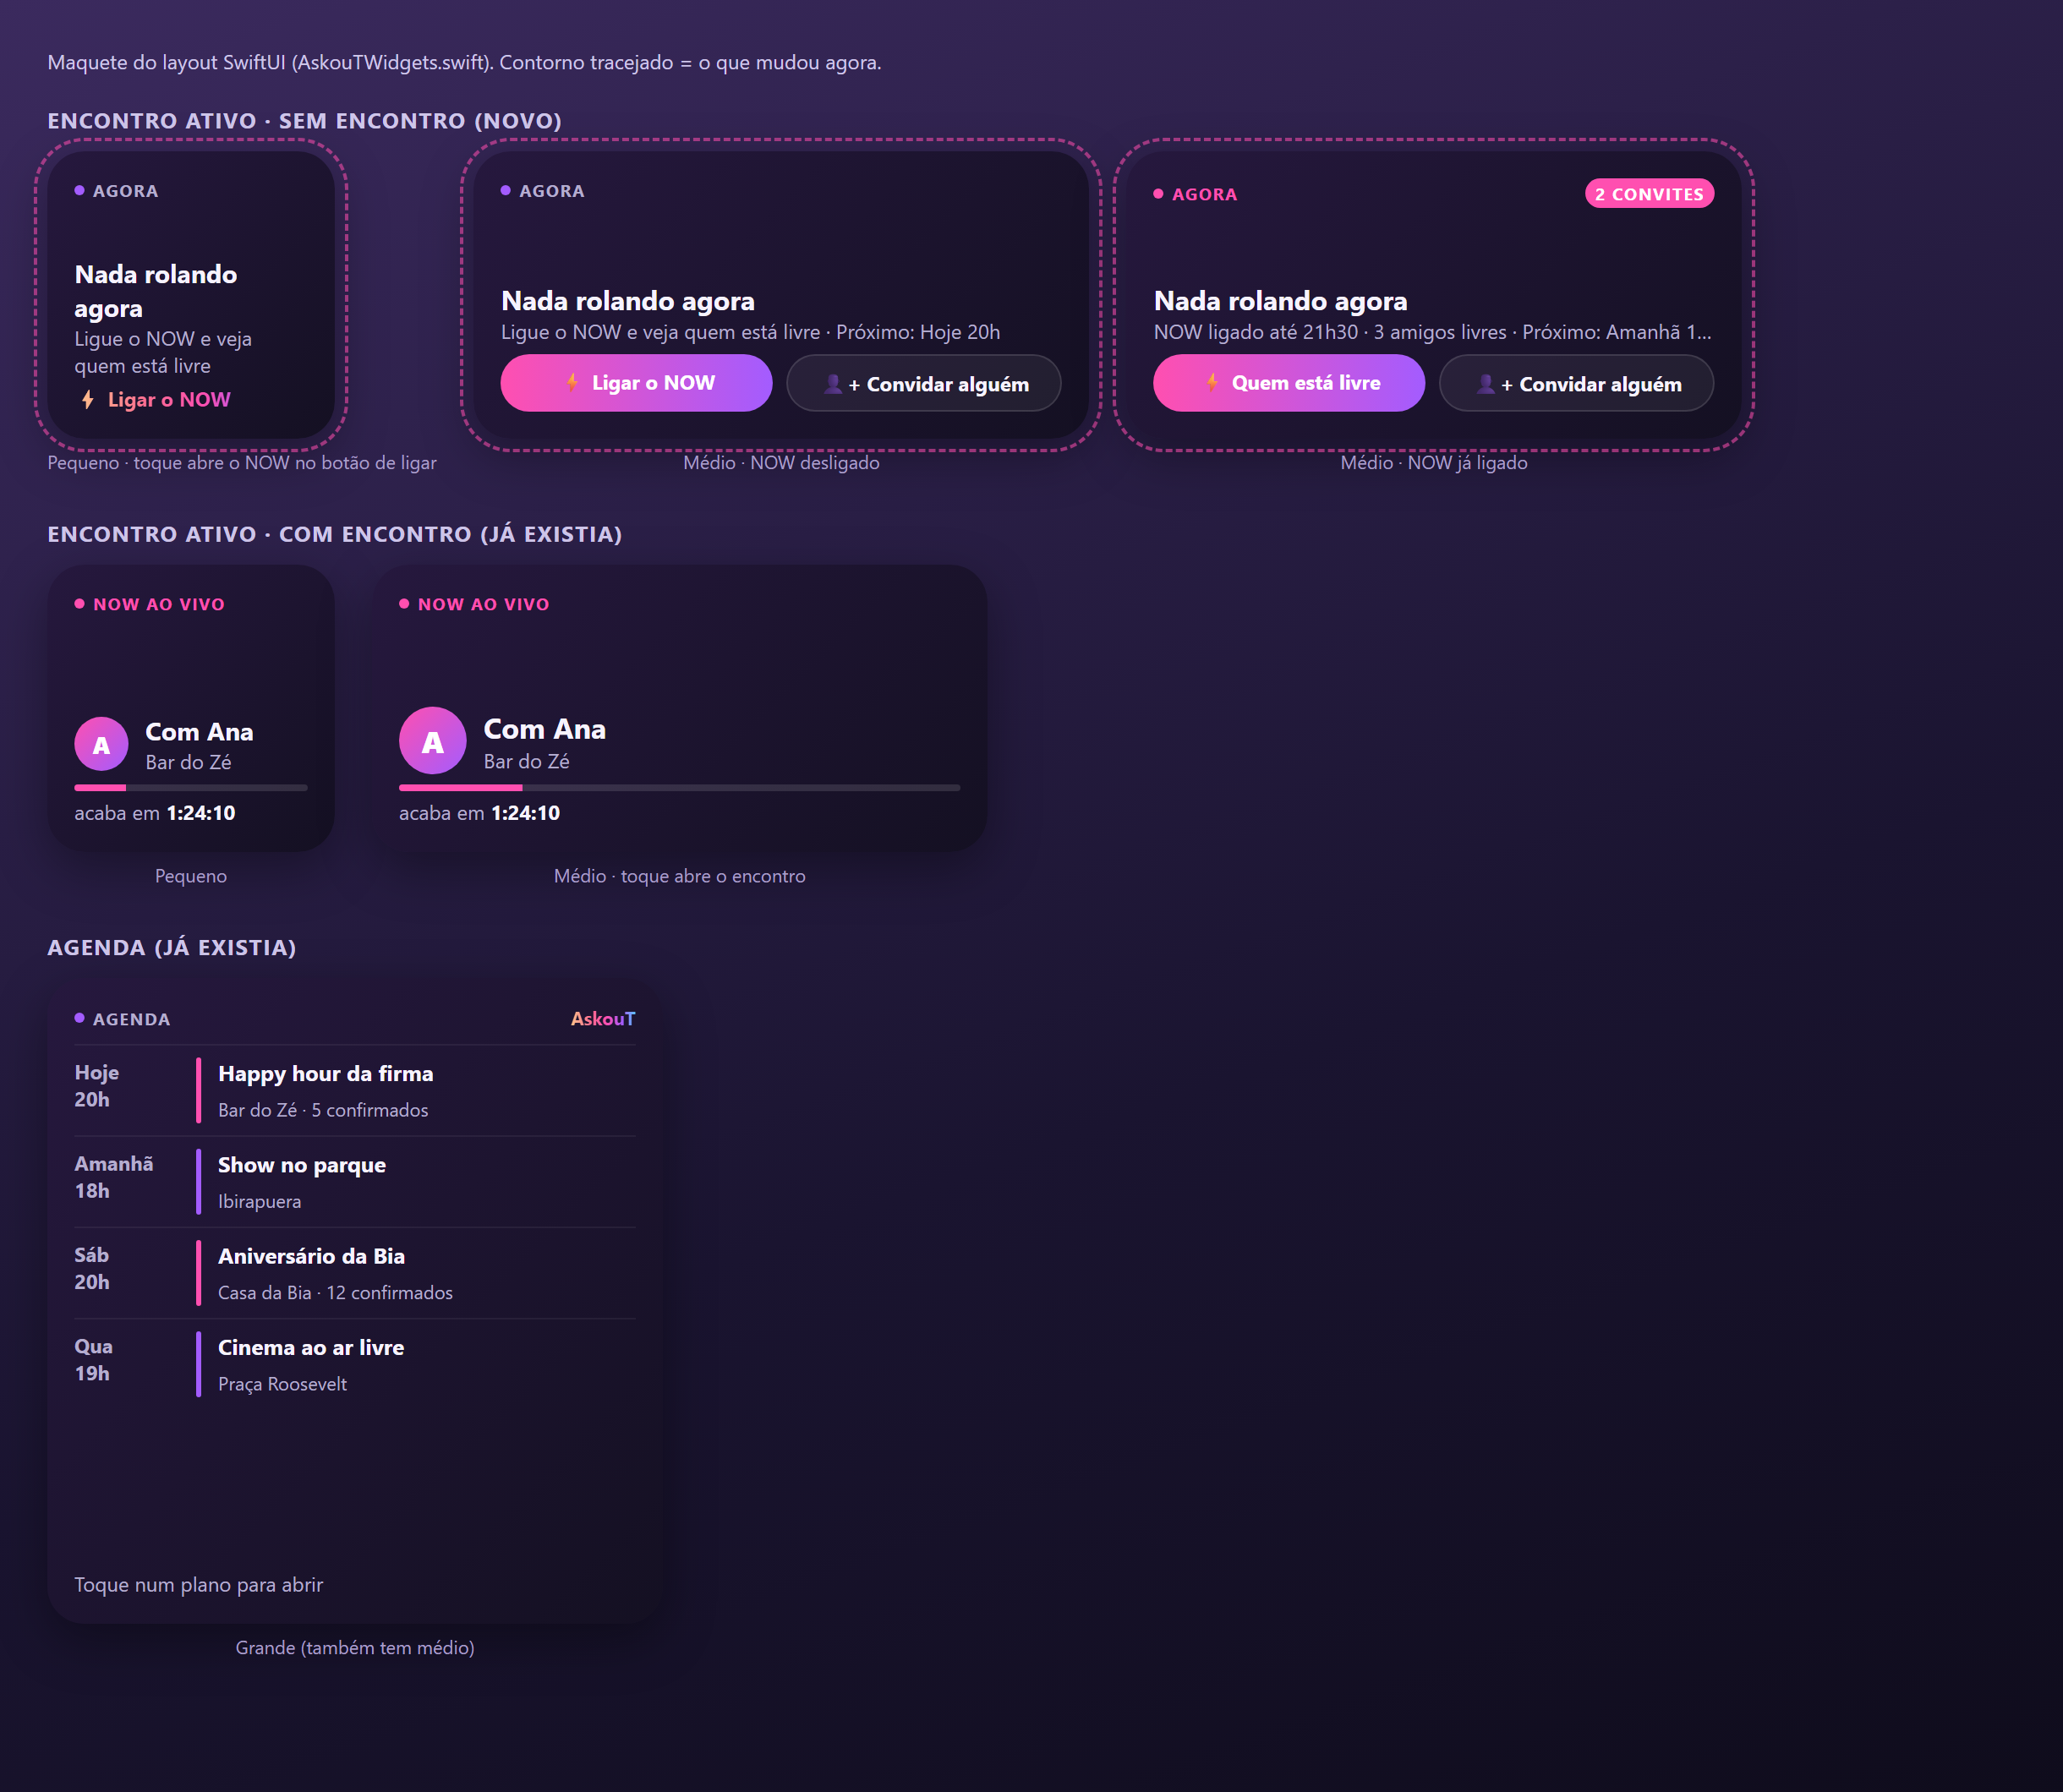 Maquete do layout SwiftUI (AskouTWidgets.swift). Contorno tracejado = o que mudou agora.
ENCONTRO ATIVO · SEM ENCONTRO (NOVO)
AGORA
Nada rolando
agora
Ligue o NOW e veja
quem está livre
Ligar o NOW
Pequeno · toque abre o NOW no botão de ligar
AGORA
Nada rolando agora
Ligue o NOW e veja quem está livre · Próximo: Hoje 20h
Ligar o NOW
+ Convidar alguém
Médio · NOW desligado
AGORA
2 CONVITES
Nada rolando agora
NOW ligado até 21h30 · 3 amigos livres · Próximo: Amanhã 1...
Quem está livre
+ Convidar alguém
Médio · NOW já ligado
ENCONTRO ATIVO · COM ENCONTRO (JÁ EXISTIA)
NOW AO VIVO
A
Com Ana
Bar do Zé
acaba em 1:24:10
Pequeno
NOW AO VIVO
A
Com Ana
Bar do Zé
acaba em 1:24:10
Médio · toque abre o encontro
AGENDA (JÁ EXISTIA)
AGENDA
AskouT
Hoje
20h
Happy hour da firma
Bar do Zé · 5 confirmados
Amanhã
18h
Show no parque
Ibirapuera
Sáb
20h
Aniversário da Bia
Casa da Bia · 12 confirmados
Qua
19h
Cinema ao ar livre
Praça Roosevelt
Toque num plano para abrir
Grande (também tem médio)